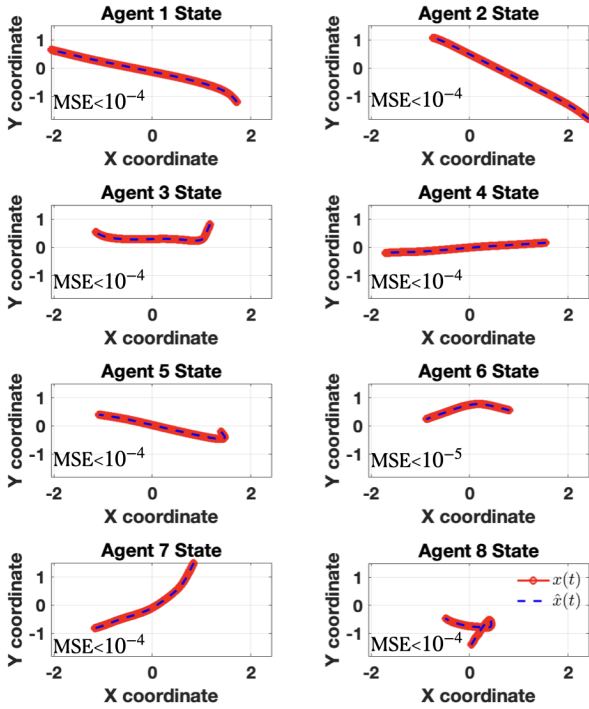 Agent 1 State
Y coordinate
1
0
-1
MSE<10⁻⁴
-2
0
2
X coordinate
Agent 2 State
Y coordinate
1
0
-1
MSE<10⁻⁴
-2
0
2
X coordinate
Agent 3 State
Y coordinate
1
0
-1
MSE<10⁻⁴
-2
0
2
X coordinate
Agent 4 State
Y coordinate
1
0
-1
MSE<10⁻⁴
-2
0
2
X coordinate
Agent 5 State
Y coordinate
1
0
-1
MSE<10⁻⁴
-2
0
2
X coordinate
Agent 6 State
Y coordinate
1
0
-1
MSE<10⁻⁵
-2
0
2
X coordinate
Agent 7 State
Y coordinate
1
0
-1
MSE<10⁻⁴
-2
0
2
X coordinate
Agent 8 State
Y coordinate
1
0
-1
x(t)
x̂(t)
MSE<10⁻⁴
-2
0
2
X coordinate